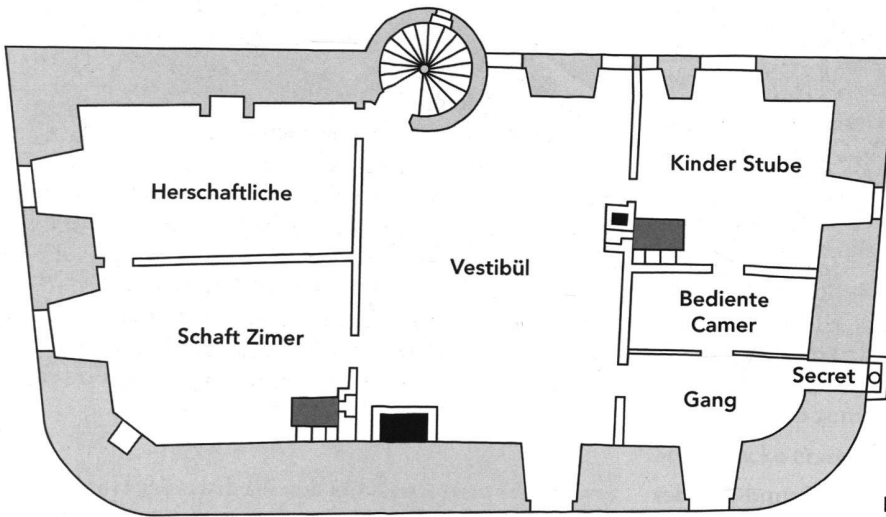 Kinder Stube
Herschaftliche
Vestibül
Bediente
Camer
Schaft Zimer
Secret
Gang